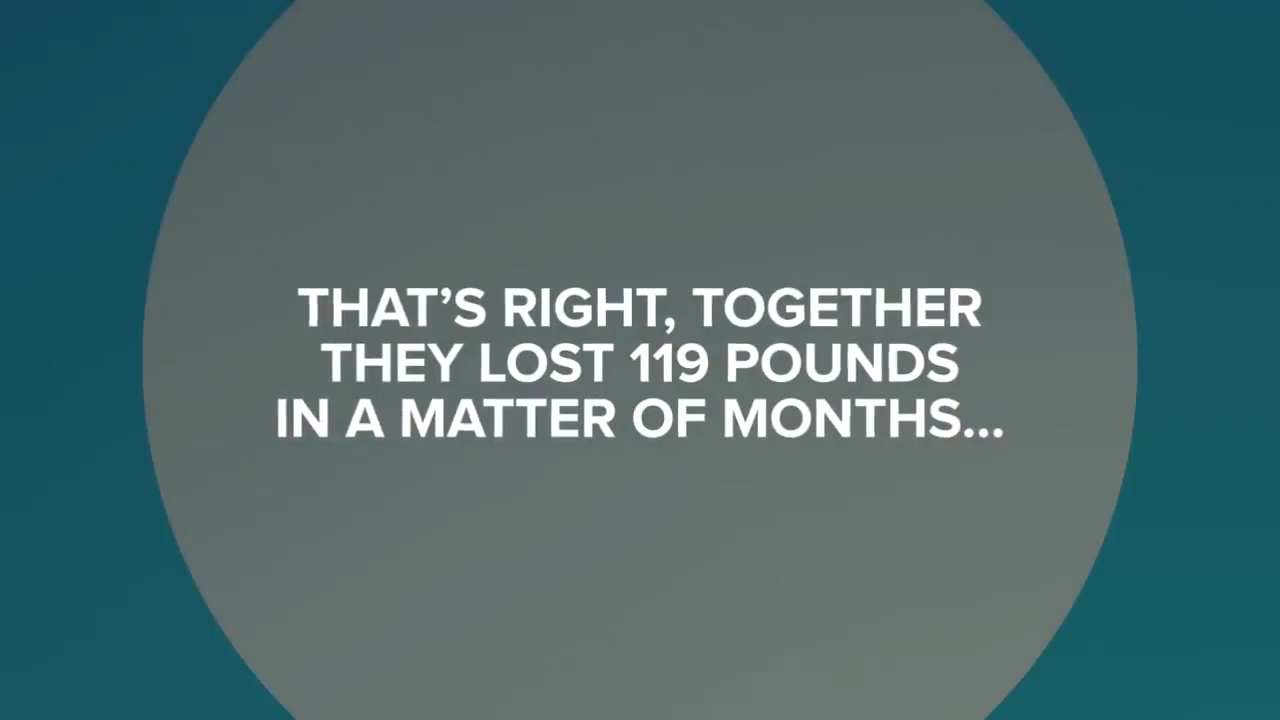 THAT’S RIGHT, TOGETHER
THEY LOST 119 POUNDS
IN A MATTER OF MONTHS...